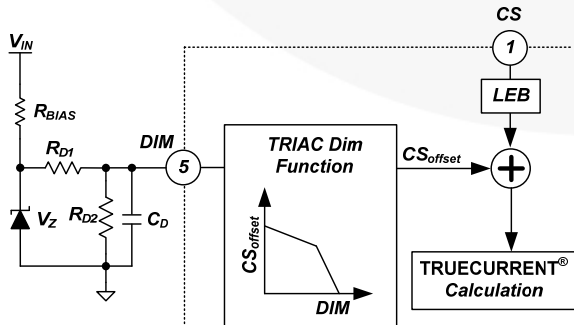 CS
1
LEB
V_IN
R_BIAS
R_D1
DIM
5
TRIAC Dim
Function
CS_offset
V_Z
R_D2
C_D
CS_offset
DIM
TRUECURRENT®
Calculation